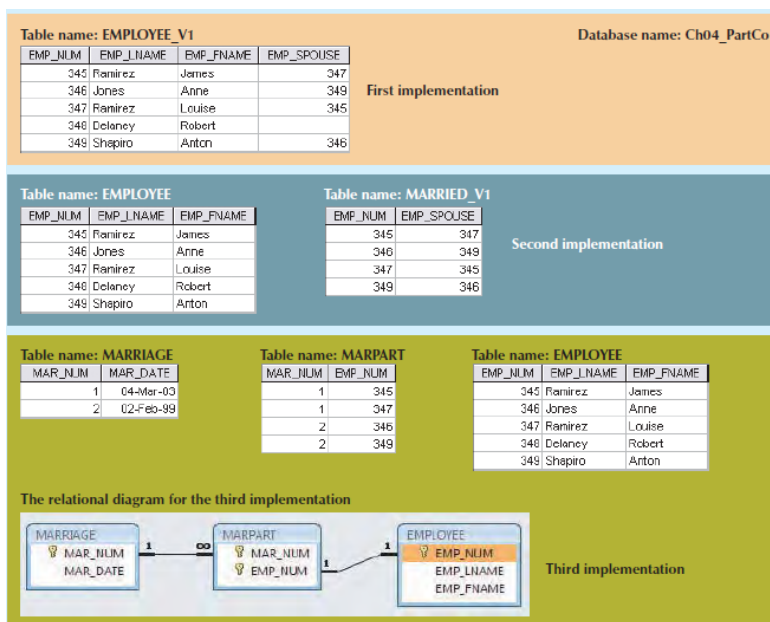 Table name: EMPLOYEE_V1
Database name: Ch04_PartCo
EMP_NUM EMP_LNAME EMP_FNAME EMP_SPOUSE
345 Ramirez James 347
346 Jones Anne 349
347 Ramirez Louise 345
348 Delaney Robert
349 Shapiro Anton 346
First implementation
Table name: EMPLOYEE
EMP_NUM EMP_LNAME EMP_FNAME
345 Ramirez James
346 Jones Anne
347 Ramirez Louise
348 Delaney Robert
349 Shapiro Anton
Table name: MARRIED_V1
EMP_NUM EMP_SPOUSE
345 347
346 349
347 345
349 346
Second implementation
Table name: MARRIAGE
MAR_NUM MAR_DATE
1 04-Mar-03
2 02-Feb-99
Table name: MARPART
MAR_NUM EMP_NUM
1 345
1 347
2 346
2 349
Table name: EMPLOYEE
EMP_NUM EMP_LNAME EMP_FNAME
345 Ramirez James
346 Jones Anne
347 Ramirez Louise
348 Delaney Robert
349 Shapiro Anton
The relational diagram for the third implementation
MARRIAGE
MAR_NUM
MAR_DATE
1 ∞
MARPART
MAR_NUM
EMP_NUM
1 1
EMPLOYEE
EMP_NUM
EMP_LNAME
EMP_FNAME
Third implementation